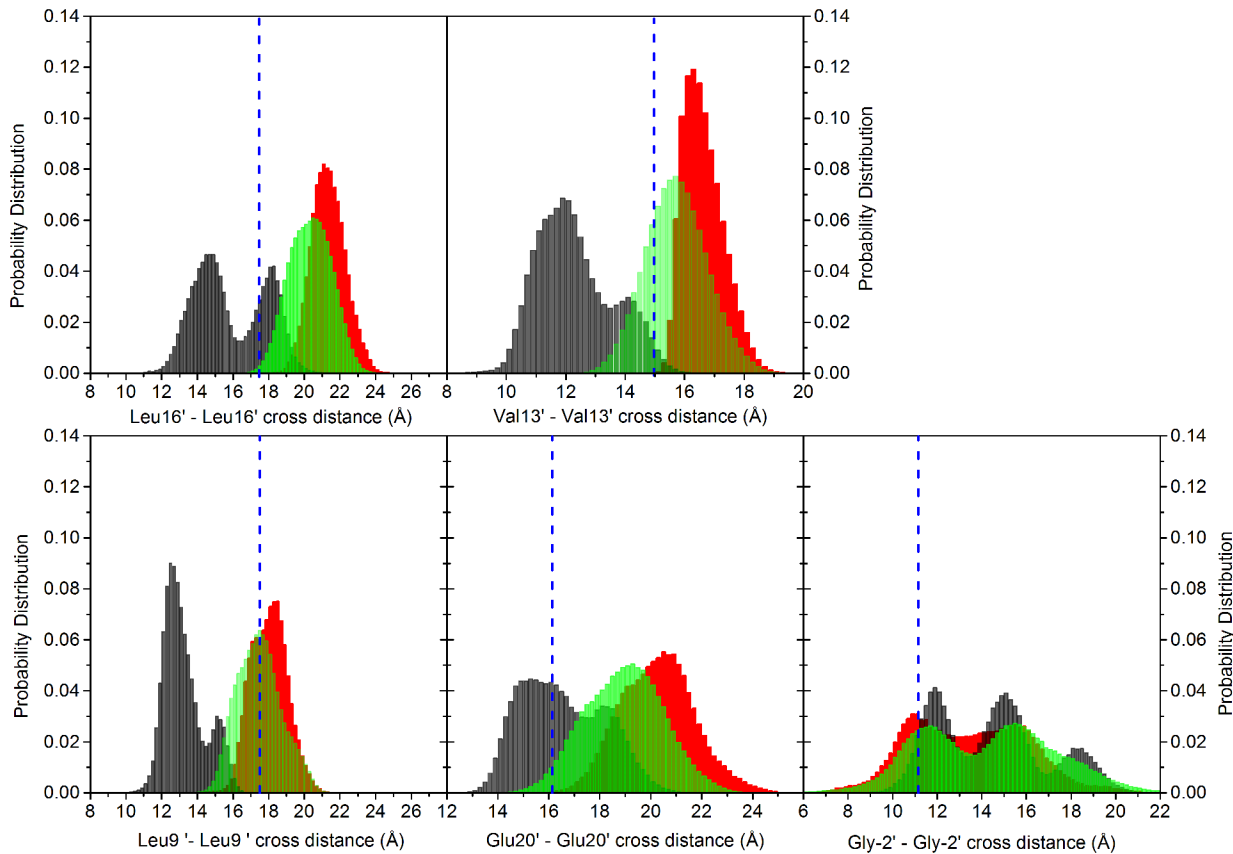 0.14
0.12
0.10
0.08
0.06
0.04
0.02
0.00
Probability Distribution
8 10 12 14 16 18 20 22 24 26
Leu16' - Leu16' cross distance (Å)
10 12 14 16 18 20
Val13' - Val13' cross distance (Å)
0.14
0.12
0.10
0.08
0.06
0.04
0.02
0.00
Probability Distribution
0.14
0.12
0.10
0.08
0.06
0.04
0.02
0.00
Probability Distribution
8 10 12 14 16 18 20 22 24 26
Leu9 '- Leu9 ' cross distance (Å)
14 16 18 20 22 24
Glu20' - Glu20' cross distance (Å)
6 8 10 12 14 16 18 20 22
Gly-2' - Gly-2' cross distance (Å)
0.14
0.12
0.10
0.08
0.06
0.04
0.02
0.00
Probability Distribution